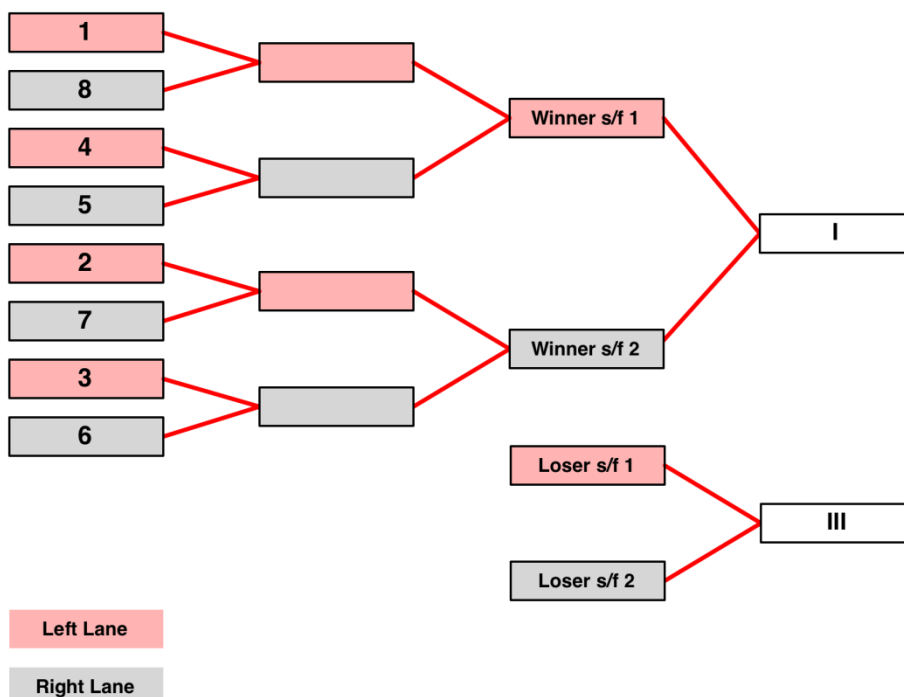 1
8
4
5
2
7
3
6
Winner s/f 1
Winner s/f 2
Loser s/f 1
Loser s/f 2
I
III
Left Lane
Right Lane